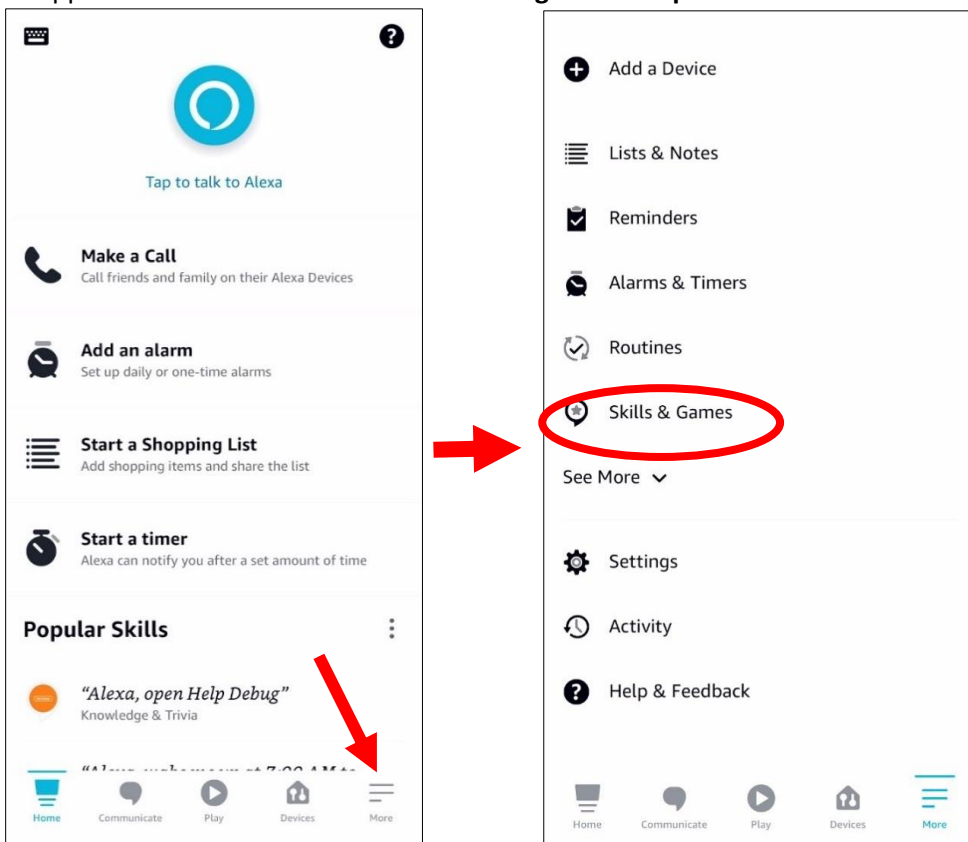 Tap to talk to Alexa
Make a Call
Call friends and family on their Alexa Devices
Add an alarm
Set up daily or one-time alarms
Start a Shopping List
Add shopping items and share the list
Start a timer
Alexa can notify you after a set amount of time
Popular Skills
“Alexa, open Help Debug”
Knowledge & Trivia
Home Communicate Play Devices More
Add a Device
Lists & Notes
Reminders
Alarms & Timers
Routines
Skills & Games
See More
Settings
Activity
Help & Feedback
Home Communicate Play Devices More